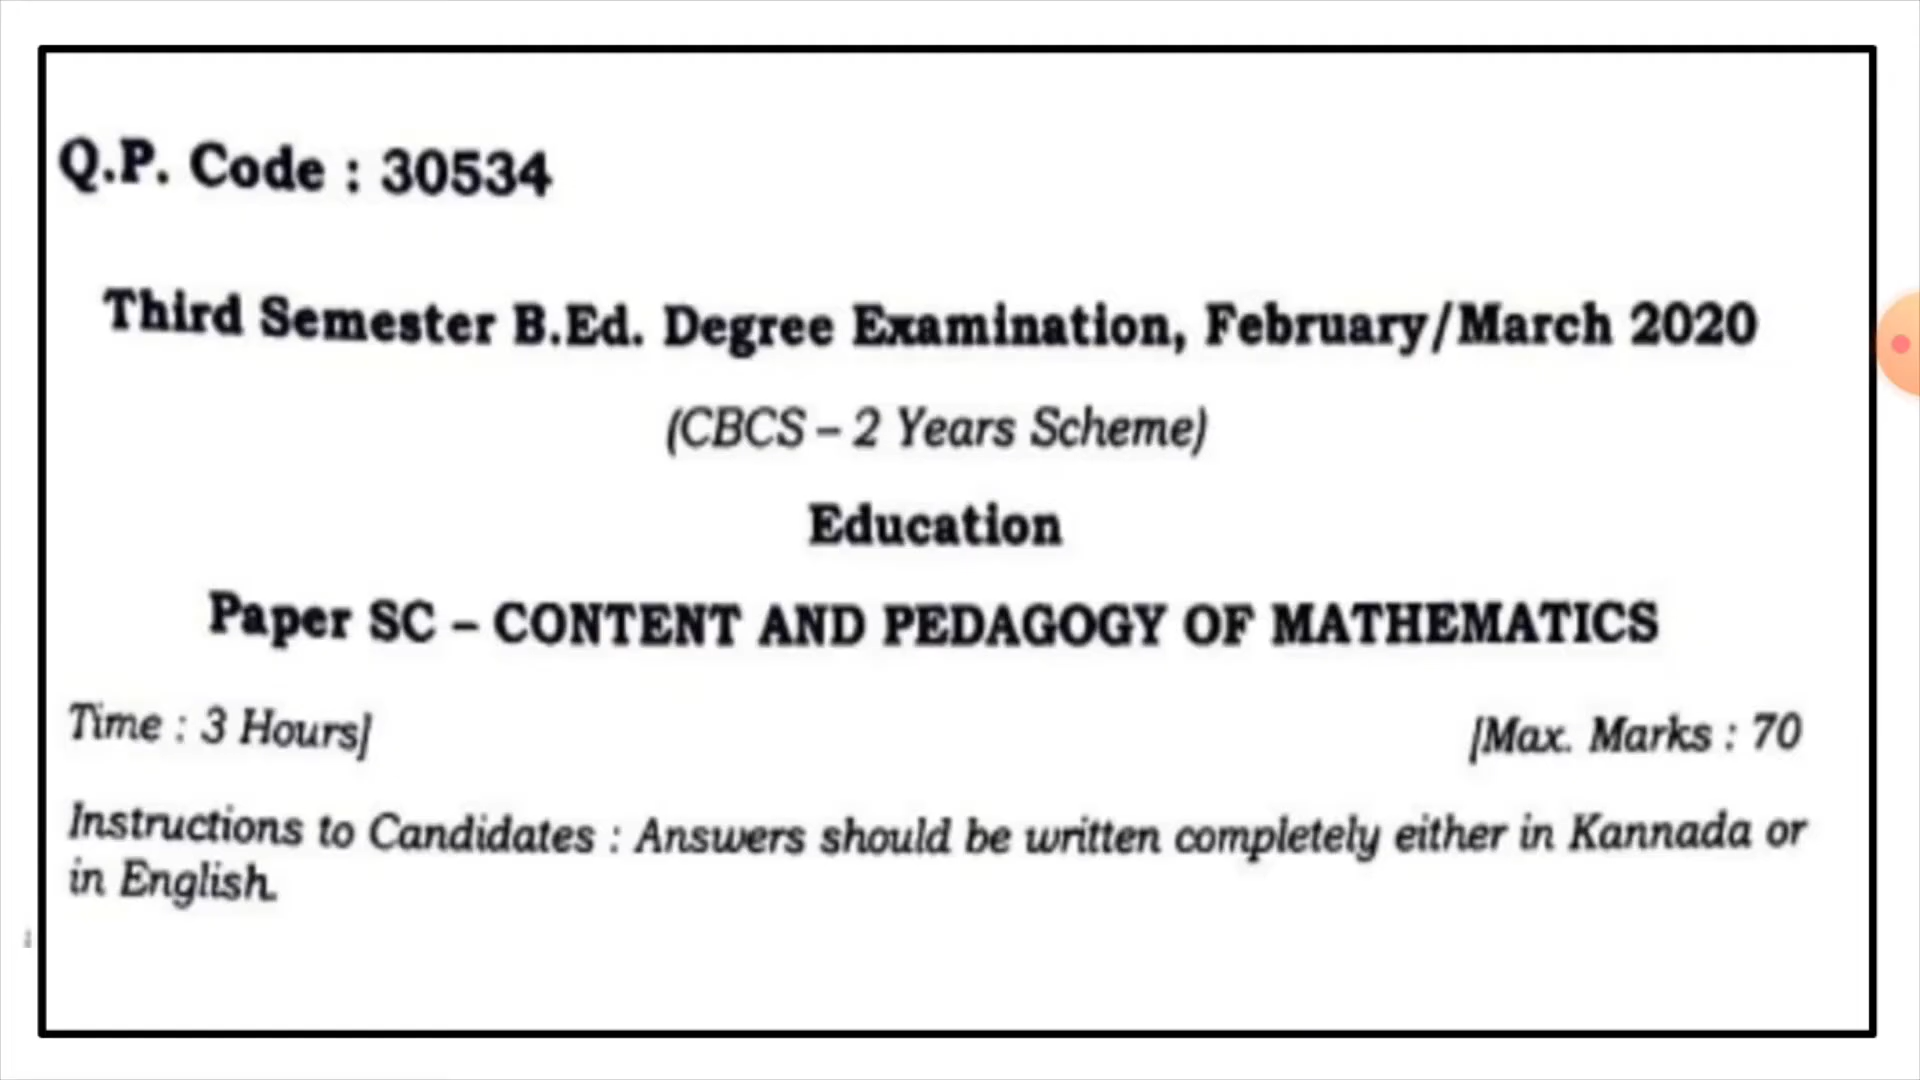 Q.P. Code : 30534
Third Semester B.Ed. Degree Examination, February/March 2020
(CBCS – 2 Years Scheme)
Education
Paper SC – CONTENT AND PEDAGOGY OF MATHEMATICS
Time : 3 Hours]
[Max. Marks : 70
Instructions to Candidates : Answers should be written completely either in Kannada or
in English.